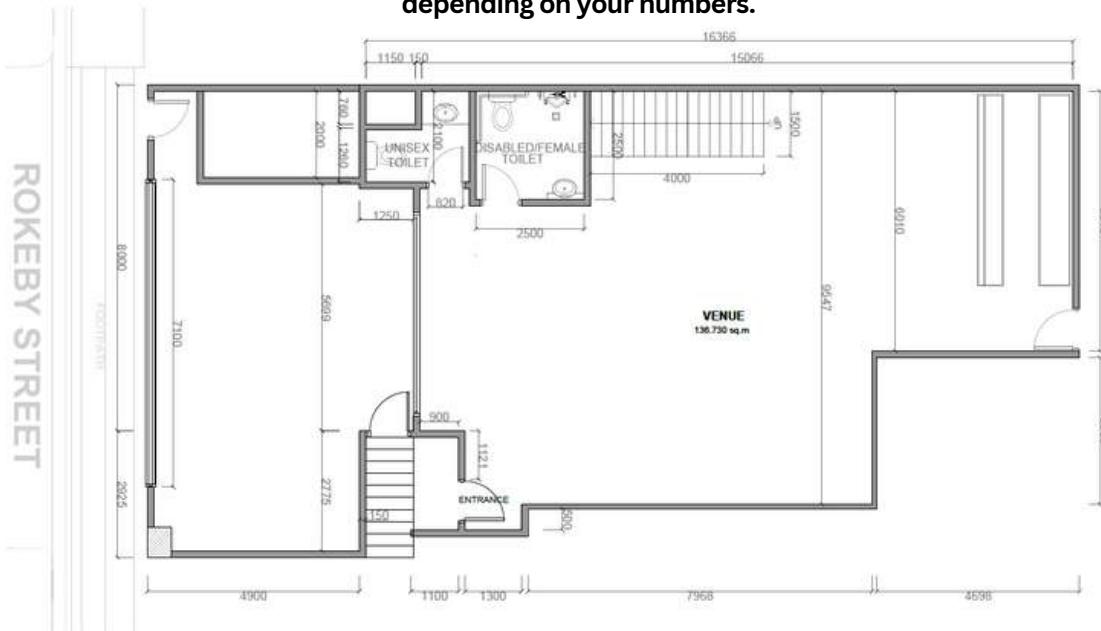 depending on your numbers.
16366
1150 150
15066
760
2000
1260
2100
UNISEX
TOILET
DISABLED/FEMALE
TOILET
2500
1500
4000
1250
820
2500
6010
ROKEBY STREET
FOOTPATH
8000
7100
5699
9547
VENUE
136.730 sq.m
900
1121
2925
2775
ENTRANCE
150
500
4900
1100
1300
7968
4698